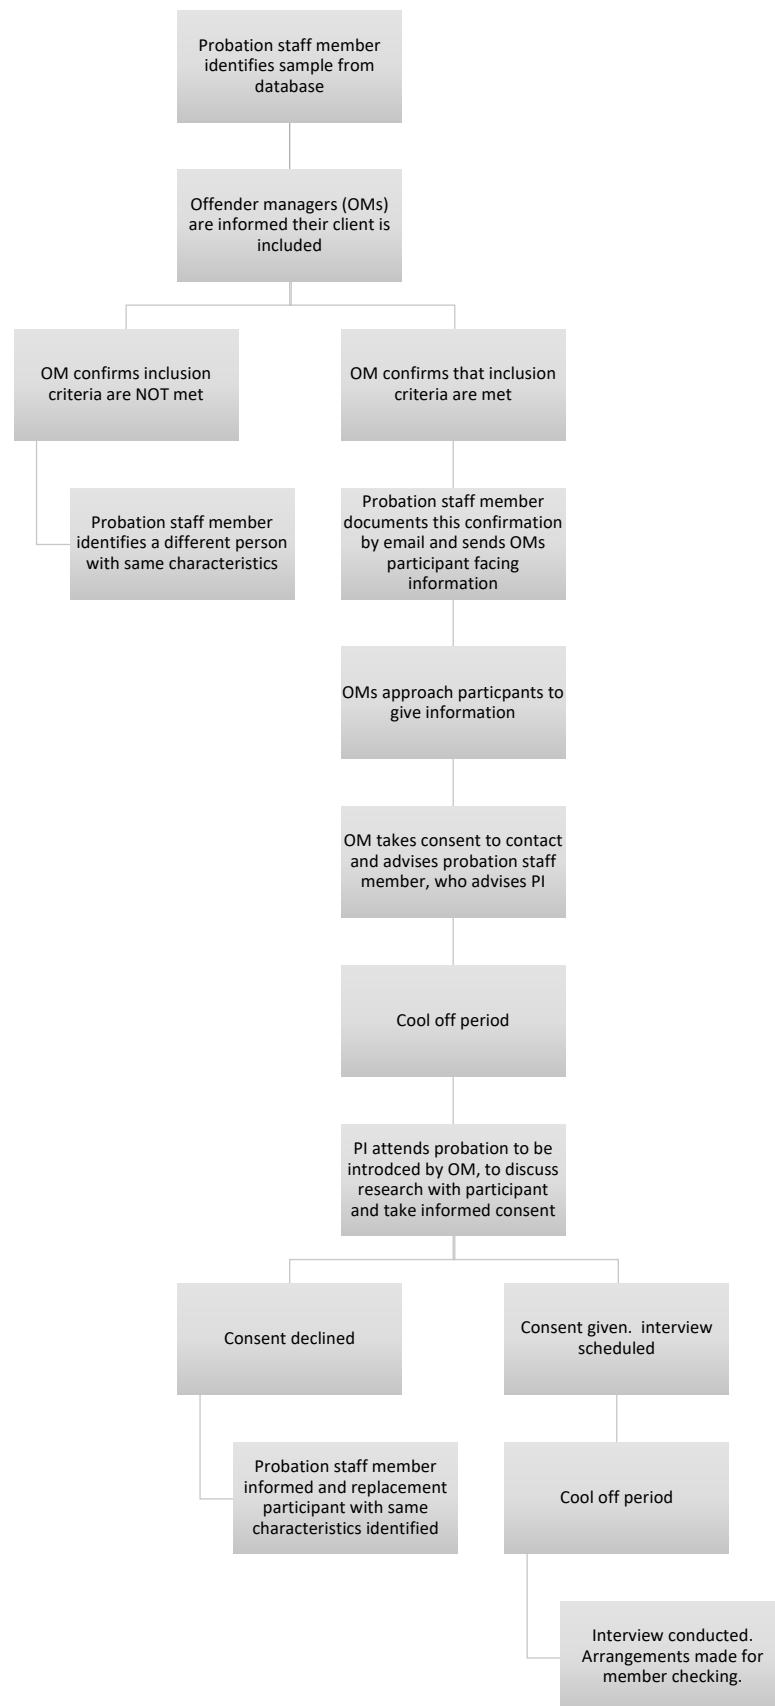 Probation staff member
identifies sample from
database
Offender managers (OMs)
are informed their client is
included
OM confirms inclusion
criteria are NOT met
OM confirms that inclusion
criteria are met
Probation staff member
identifies a different person
with same characteristics
Probation staff member
documents this confirmation
by email and sends OMs
participant facing
information
OMs approach particpants to
give information
OM takes consent to contact
and advises probation staff
member, who advises PI
Cool off period
PI attends probation to be
introdced by OM, to discuss
research with participant
and take informed consent
Consent declined
Consent given.  interview
scheduled
Probation staff member
informed and replacement
participant with same
characteristics identified
Cool off period
Interview conducted.
Arrangements made for
member checking.